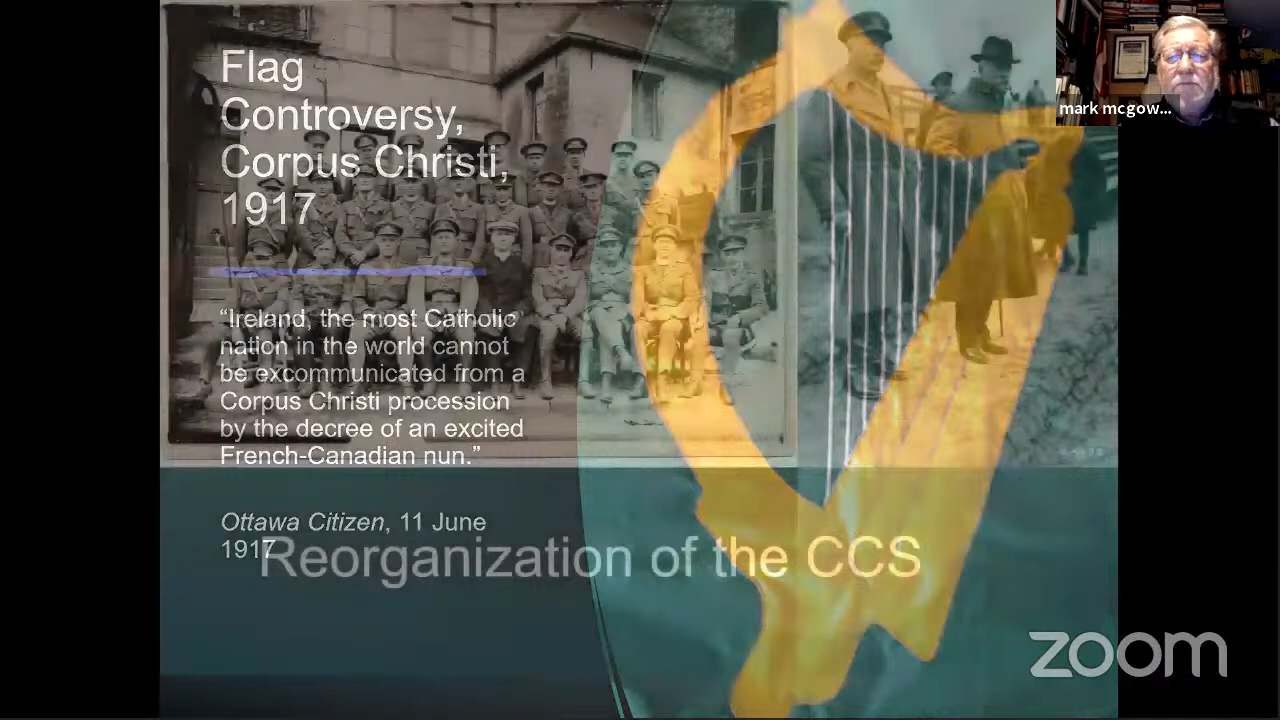 Flag
Controversy,
Corpus Christi,
1917
“Ireland, the most Catholic
nation in the world cannot
be excommunicated from a
Corpus Christi procession
by the decree of an excited
French-Canadian nun.”
Ottawa Citizen, 11 June
1917
Reorganization of the CCS
mark mcgow...
zoom